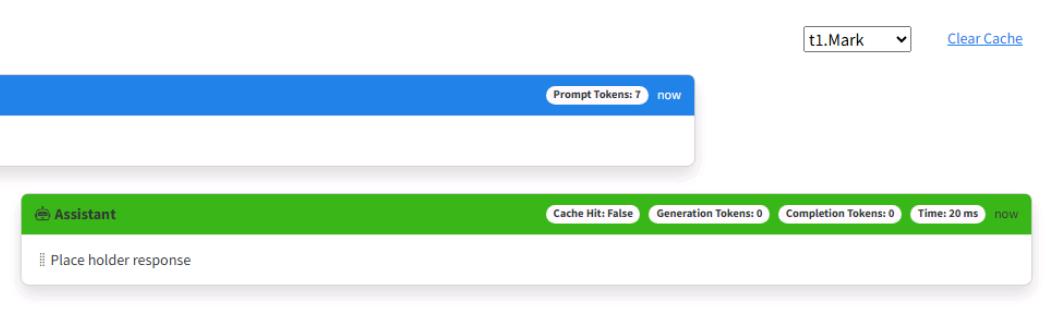 t1.Mark Clear Cache
Prompt Tokens: 7 now
Assistant Cache Hit: False Generation Tokens: 0 Completion Tokens: 0 Time: 20 ms now
Place holder response